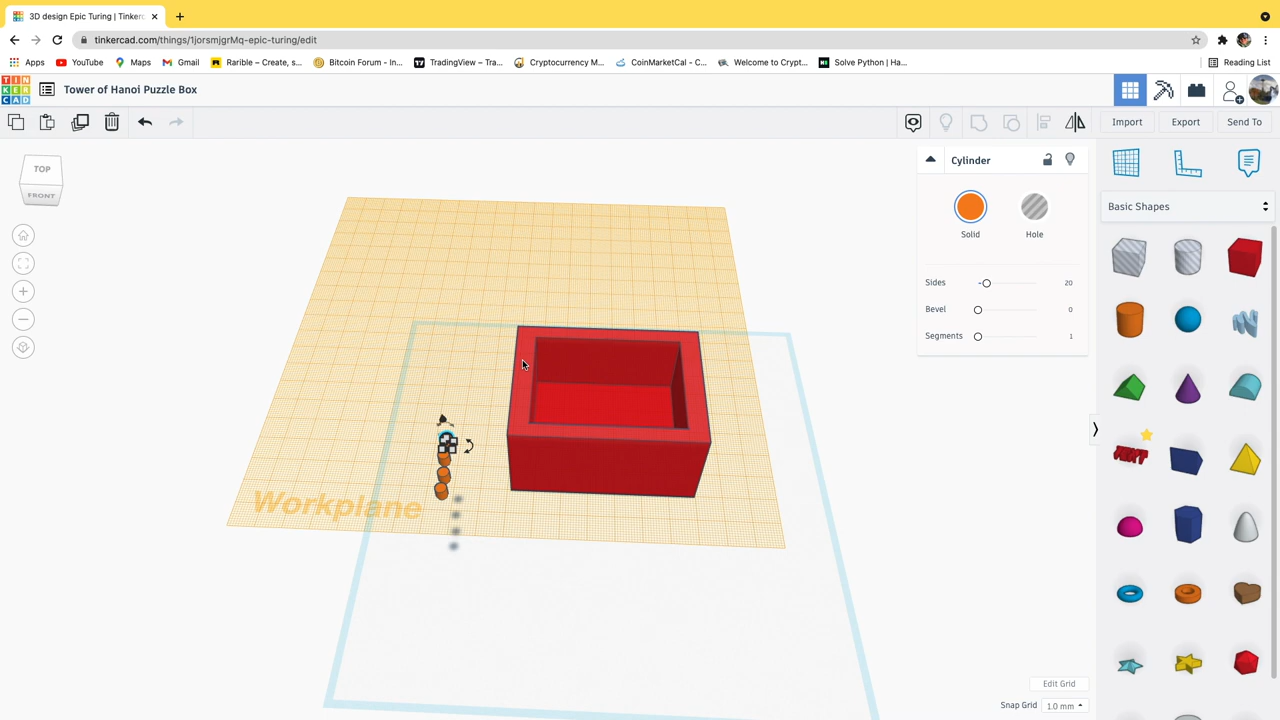 3D design Epic Turing | Tinkerc
tinkercad.com/things/1jorsmjgrMq-epic-turing/edit
Apps
YouTube
Maps
Gmail
Rarible – Create, s...
Bitcoin Forum - In...
TradingView – Tra...
Cryptocurrency M...
CoinMarketCal - C...
Welcome to Crypt...
Solve Python | Ha...
Reading List
TIN
KER
CAD
Tower of Hanoi Puzzle Box
Import
Export
Send To
TOP
FRONT
Cylinder
Solid
Hole
Sides
20
Bevel
0
Segments
1
Basic Shapes
Workplane
Edit Grid
Snap Grid
1.0 mm